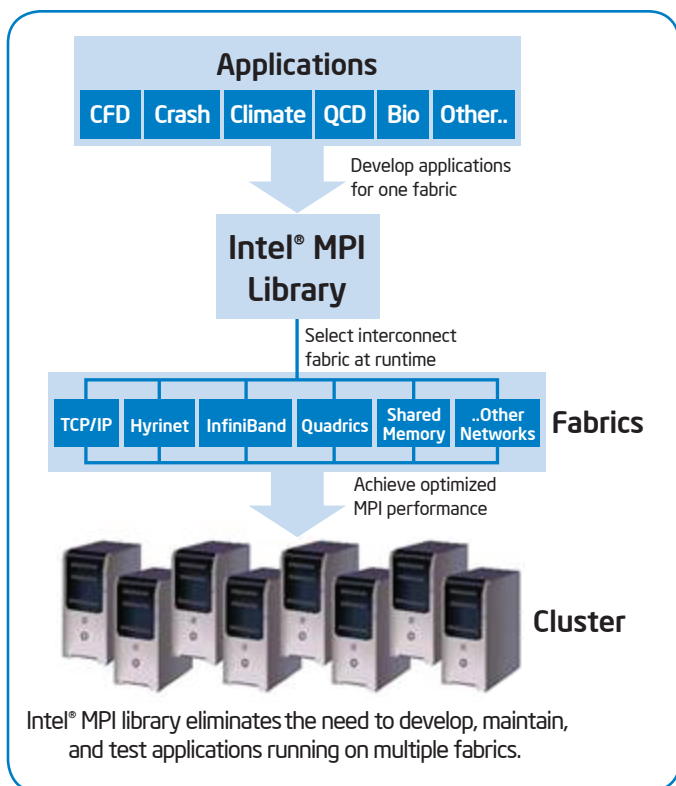 Applications
CFD Crash Climate QCD Bio Other..
Develop applications
for one fabric
Intel® MPI
Library
Select interconnect
fabric at runtime
TCP/IP Hyrinet InfiniBand Quadrics Shared Memory ..Other Networks
Fabrics
Achieve optimized
MPI performance
Cluster
Intel® MPI library eliminates the need to develop, maintain,
and test applications running on multiple fabrics.